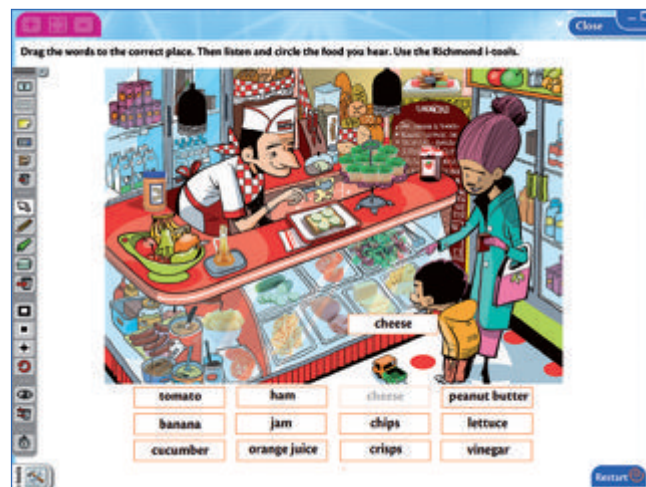 Close
Drag the words to the correct place. Then listen and circle the food you hear. Use the Richmond i-tools.
cheese
tomato ham cheese peanut butter
banana jam chips lettuce
cucumber orange juice crisps vinegar
Restart